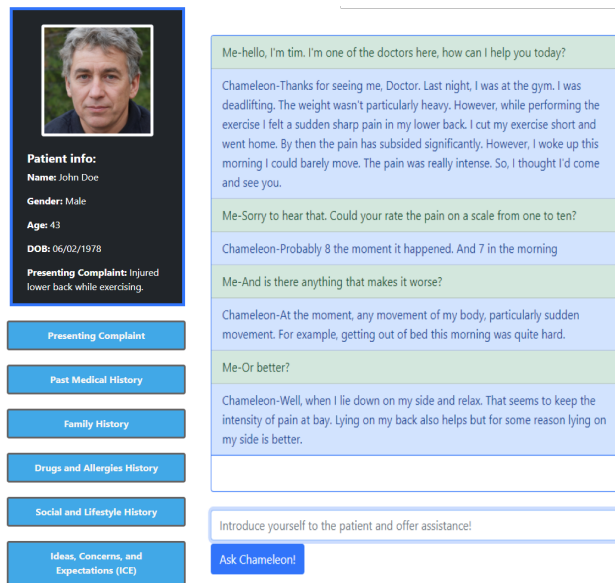 Patient info:
Name: John Doe
Gender: Male
Age: 43
DOB: 06/02/1978
Presenting Complaint: Injured
lower back while exercising.
Presenting Complaint
Past Medical History
Family History
Drugs and Allergies History
Social and Lifestyle History
Ideas, Concerns, and
Expectations (ICE)
Me-hello, I'm tim. I'm one of the doctors here, how can I help you today?
Chameleon-Thanks for seeing me, Doctor. Last night, I was at the gym. I was
deadlifting. The weight wasn't particularly heavy. However, while performing the
exercise I felt a sudden sharp pain in my lower back. I cut my exercise short and
went home. By then the pain has subsided significantly. However, I woke up this
morning I could barely move. The pain was really intense. So, I thought I'd come
and see you.
Me-Sorry to hear that. Could your rate the pain on a scale from one to ten?
Chameleon-Probably 8 the moment it happened. And 7 in the morning
Me-And is there anything that makes it worse?
Chameleon-At the moment, any movement of my body, particularly sudden
movement. For example, getting out of bed this morning was quite hard.
Me-Or better?
Chameleon-Well, when I lie down on my side and relax. That seems to keep the
intensity of pain at bay. Lying on my back also helps but for some reason lying on
my side is better.
Introduce yourself to the patient and offer assistance!
Ask Chameleon!